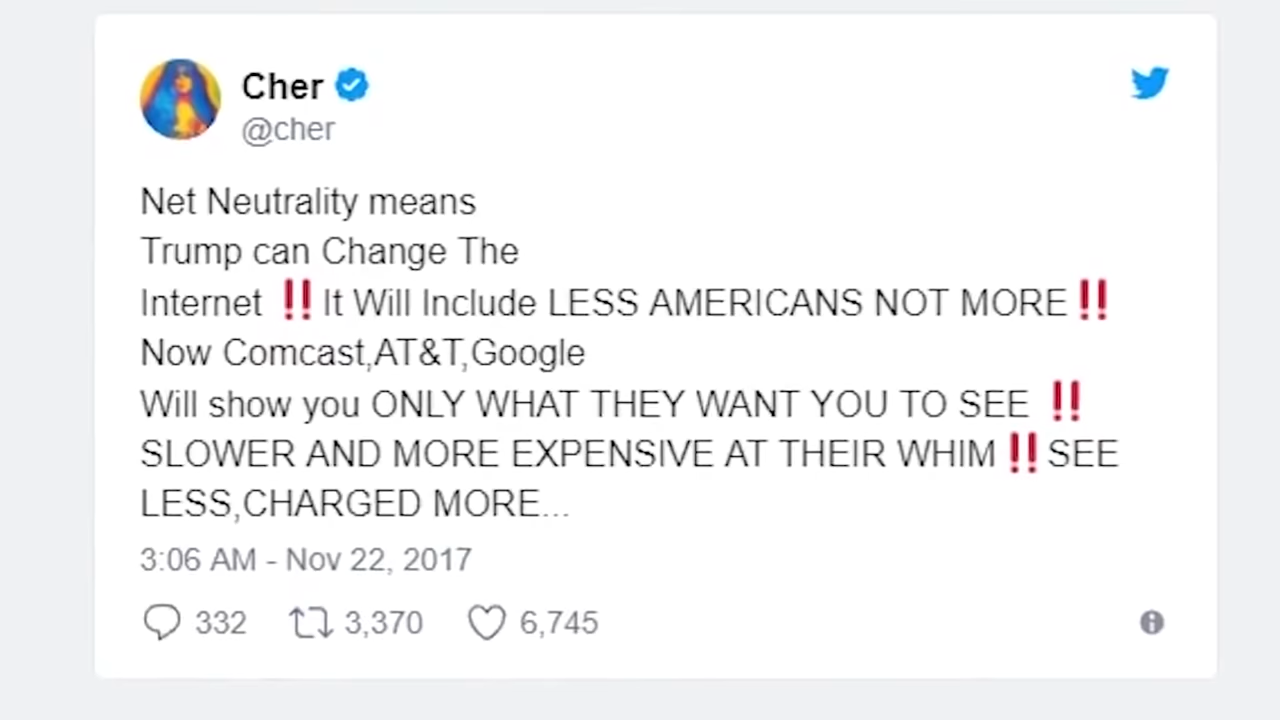 Cher
@cher
Net Neutrality means
Trump can Change The
Internet ‼️It Will Include LESS AMERICANS NOT MORE‼️
Now Comcast,AT&T,Google
Will show you ONLY WHAT THEY WANT YOU TO SEE ‼️
SLOWER AND MORE EXPENSIVE AT THEIR WHIM‼️SEE
LESS,CHARGED MORE...
3:06 AM - Nov 22, 2017
332 3,370 6,745